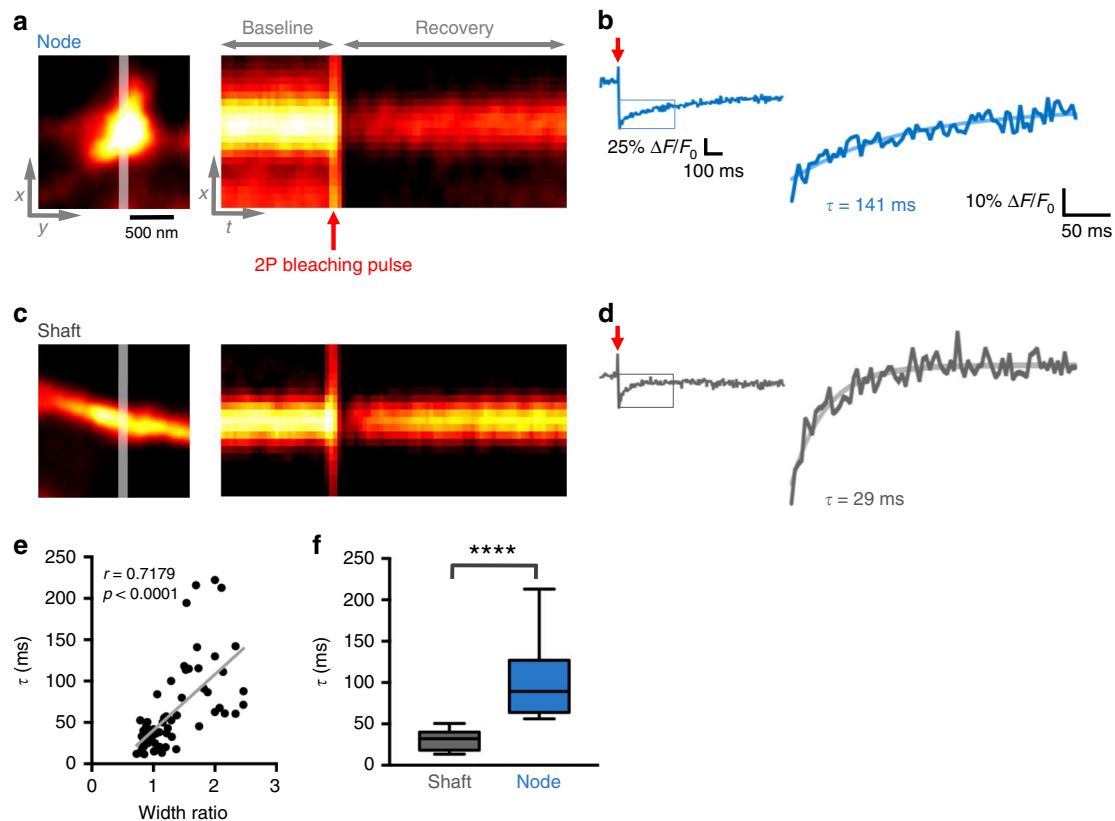 a
Node
Baseline
Recovery
x
y
500 nm
x
t
2P bleaching pulse
b
25% ΔF/F0
100 ms
τ = 141 ms
10% ΔF/F0
50 ms
c
Shaft
d
τ = 29 ms
e
τ (ms)
250
200
150
100
50
0
r = 0.7179
p < 0.0001
0 1 2 3
Width ratio
f
τ (ms)
250
200
150
100
50
0
****
Shaft Node